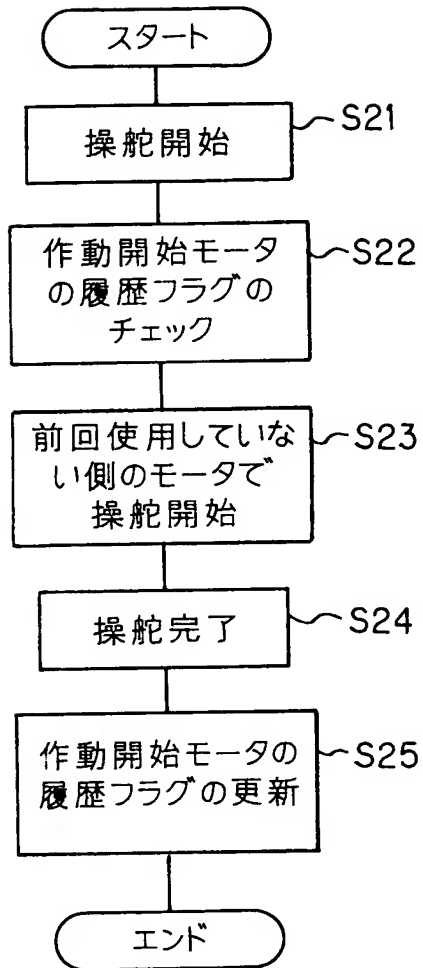 スタート
操舵開始
S21
作動開始モータ
の履歴フラグの
チェック
S22
前回使用していな
い側のモータで
操舵開始
S23
操舵完了
S24
作動開始モータの
履歴フラグの更新
S25
エンド